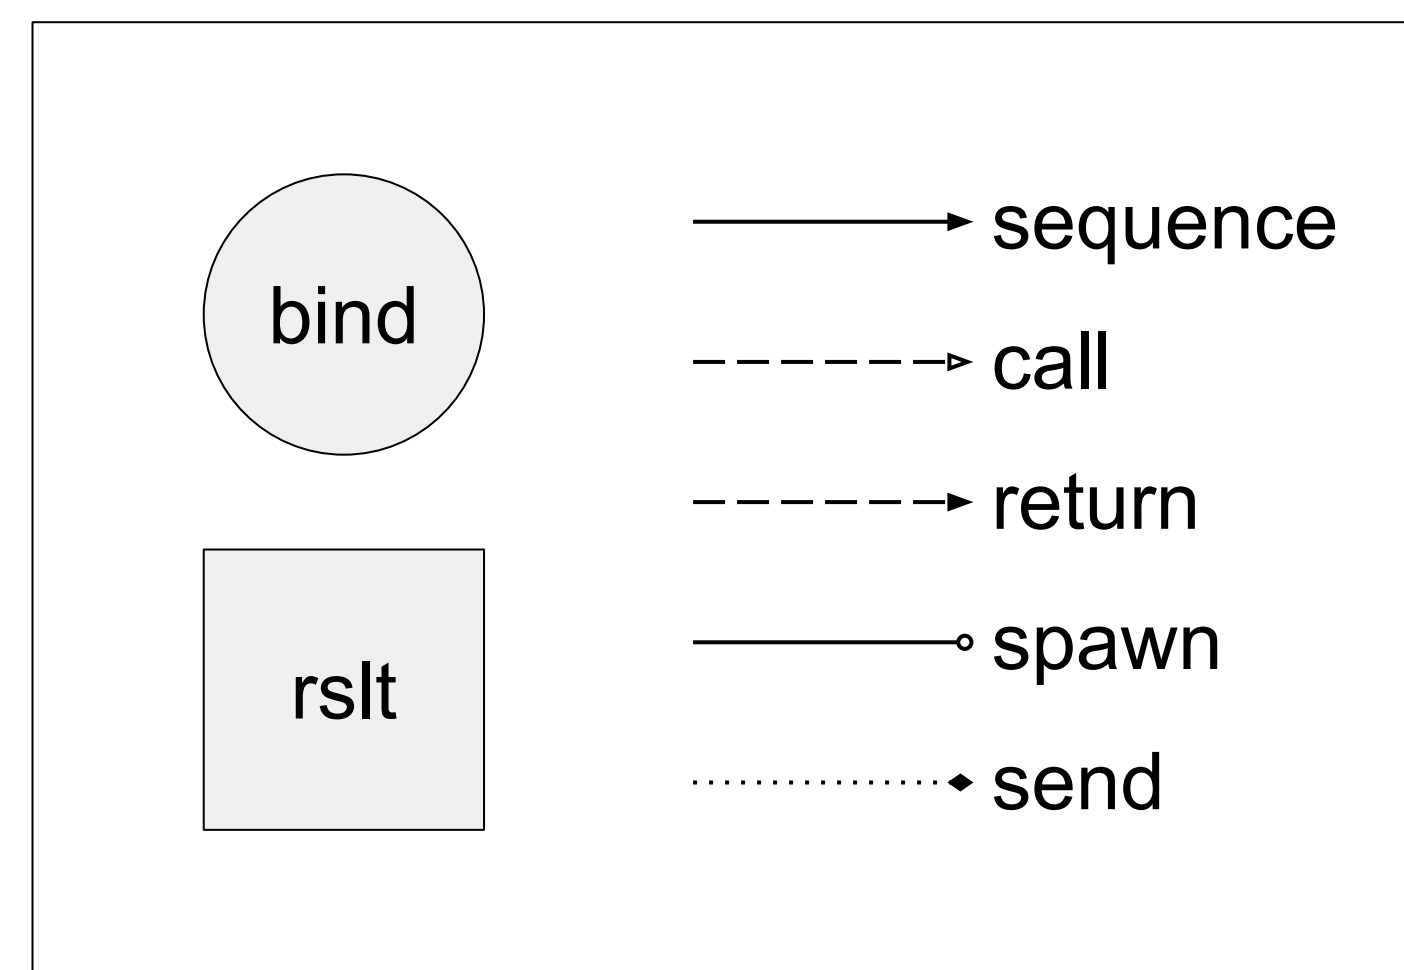 bind
rslt
sequence
call
return
spawn
send